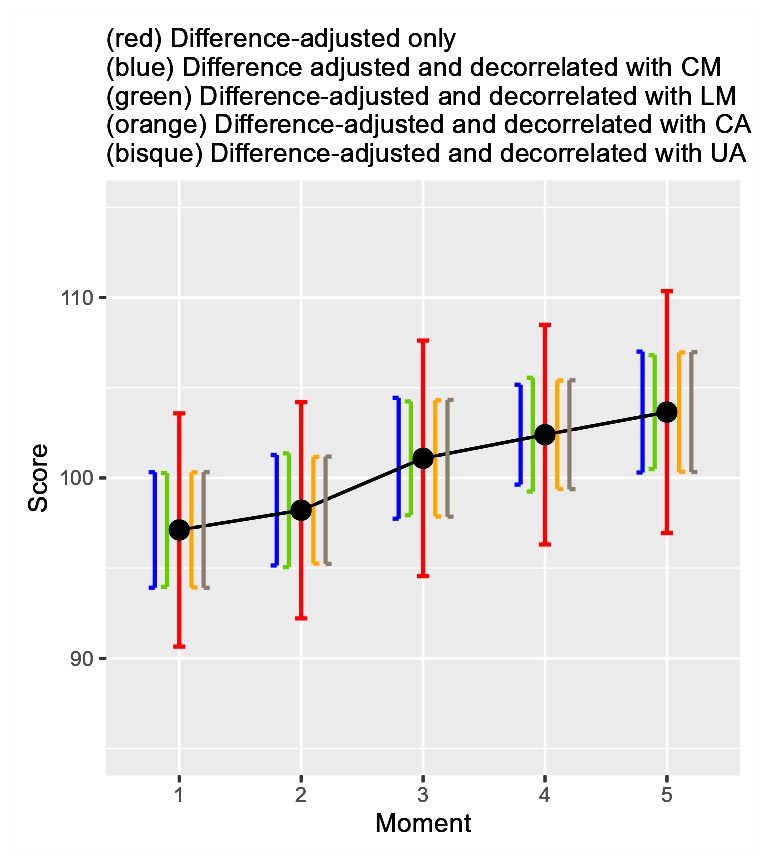 (red) Difference-adjusted only
(blue) Difference adjusted and decorrelated with CM
(green) Difference-adjusted and decorrelated with LM
(orange) Difference-adjusted and decorrelated with CA
(bisque) Difference-adjusted and decorrelated with UA
110
100
90
Score
1 2 3 4 5
Moment